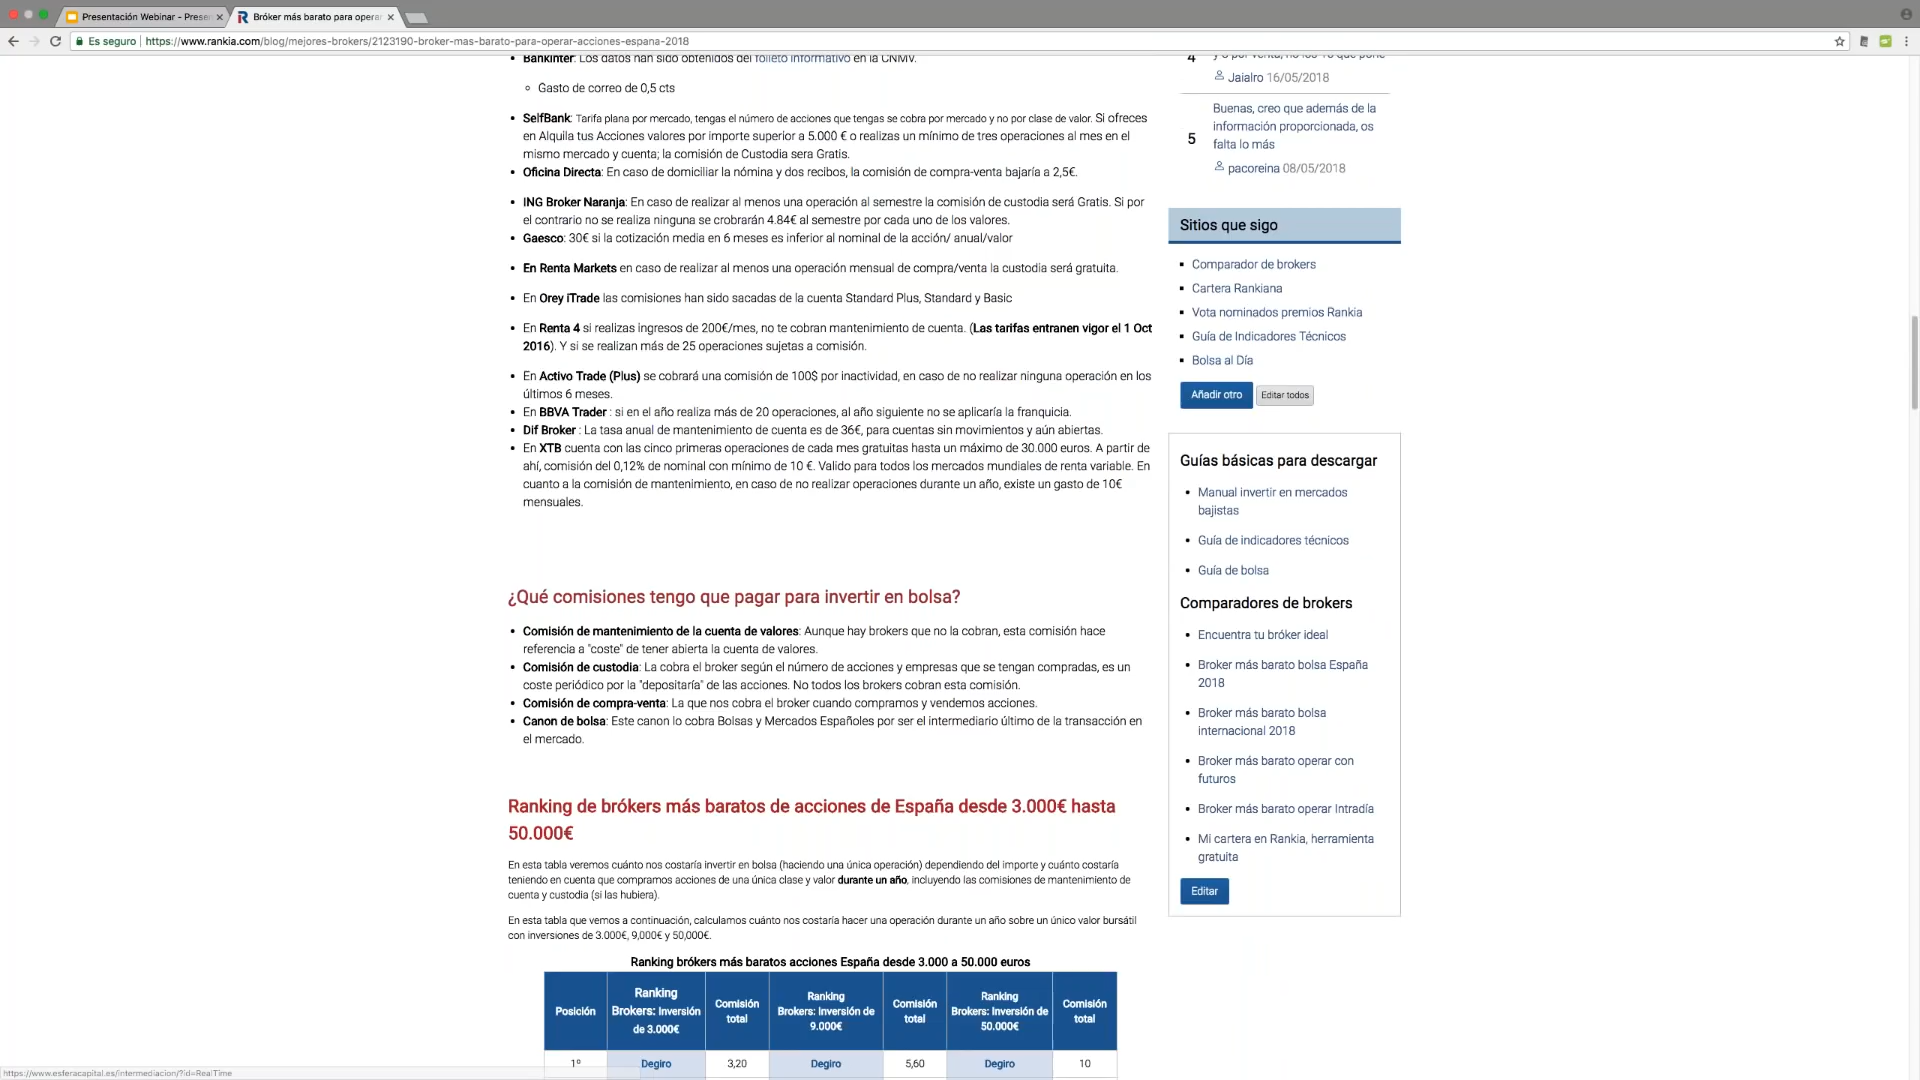 Presentación Webinar - Presen
Bróker más barato para operar
Es seguro
https://www.rankia.com/blog/mejores-brokers/2123190-broker-mas-barato-para-operar-acciones-espana-2018
Bankinter: Los datos han sido obtenidos del folleto informativo en la CNMV.
Gasto de correo de 0,5 cts
SelfBank: Tarifa plana por mercado, tengas el número de acciones que tengas se cobra por mercado y no por clase de valor. Si ofreces
en Alquila tus Acciones valores por importe superior a 5.000 € o realizas un mínimo de tres operaciones al mes en el
mismo mercado y cuenta; la comisión de Custodia sera Gratis.
Oficina Directa: En caso de domiciliar la nómina y dos recibos, la comisión de compra-venta bajaría a 2,5€.
ING Broker Naranja: En caso de realizar al menos una operación al semestre la comisión de custodia será Gratis. Si por
el contrario no se realiza ninguna se crobrarán 4.84€ al semestre por cada uno de los valores.
Gaesco: 30€ si la cotización media en 6 meses es inferior al nominal de la acción/ anual/valor
En Renta Markets en caso de realizar al menos una operación mensual de compra/venta la custodia será gratuita.
En Orey iTrade las comisiones han sido sacadas de la cuenta Standard Plus, Standard y Basic
En Renta 4 si realizas ingresos de 200€/mes, no te cobran mantenimiento de cuenta. (Las tarifas entranen vigor el 1 Oct
2016). Y si se realizan más de 25 operaciones sujetas a comisión.
En Activo Trade (Plus) se cobrará una comisión de 100$ por inactividad, en caso de no realizar ninguna operación en los
últimos 6 meses.
En BBVA Trader : si en el año realiza más de 20 operaciones, al año siguiente no se aplicaría la franquicia.
Dif Broker : La tasa anual de mantenimiento de cuenta es de 36€, para cuentas sin movimientos y aún abiertas.
En XTB cuenta con las cinco primeras operaciones de cada mes gratuitas hasta un máximo de 30.000 euros. A partir de
ahí, comisión del 0,12% de nominal con mínimo de 10 €. Valido para todos los mercados mundiales de renta variable. En
cuanto a la comisión de mantenimiento, en caso de no realizar operaciones durante un año, existe un gasto de 10€
mensuales.
¿Qué comisiones tengo que pagar para invertir en bolsa?
Comisión de mantenimiento de la cuenta de valores: Aunque hay brokers que no la cobran, esta comisión hace
referencia a "coste" de tener abierta la cuenta de valores.
Comisión de custodia: La cobra el broker según el número de acciones y empresas que se tengan compradas, es un
coste periódico por la "depositaría" de las acciones. No todos los brokers cobran esta comisión.
Comisión de compra-venta: La que nos cobra el broker cuando compramos y vendemos acciones.
Canon de bolsa: Este canon lo cobra Bolsas y Mercados Españoles por ser el intermediario último de la transacción en
el mercado.
Ranking de brókers más baratos de acciones de España desde 3.000€ hasta
50.000€
En esta tabla veremos cuánto nos costaría invertir en bolsa (haciendo una única operación) dependiendo del importe y cuánto costaría
teniendo en cuenta que compramos acciones de una única clase y valor durante un año, incluyendo las comisiones de mantenimiento de
cuenta y custodia (si las hubiera).
En esta tabla que vemos a continuación, calculamos cuánto nos costaría hacer una operación durante un año sobre un único valor bursátil
con inversiones de 3.000€, 9,000€ y 50,000€.
Ranking brókers más baratos acciones España desde 3.000 a 50.000 euros
Posición Ranking Brokers: Inversión de 3.000€ Comisión total Ranking Brokers: Inversión de 9.000€ Comisión total Ranking Brokers: Inversión de 50.000€ Comisión total
1º Degiro 3,20 Degiro 5,60 Degiro 10
4
y o por venta, no los 16 que pone
Jaialro 16/05/2018
5
Buenas, creo que además de la
información proporcionada, os
falta lo más
pacoreina 08/05/2018
Sitios que sigo
Comparador de brokers
Cartera Rankiana
Vota nominados premios Rankia
Guía de Indicadores Técnicos
Bolsa al Día
Añadir otro Editar todos
Guías básicas para descargar
Manual invertir en mercados
bajistas
Guía de indicadores técnicos
Guía de bolsa
Comparadores de brokers
Encuentra tu bróker ideal
Broker más barato bolsa España
2018
Broker más barato bolsa
internacional 2018
Broker más barato operar con
futuros
Broker más barato operar Intradía
Mi cartera en Rankia, herramienta
gratuita
Editar
https://www.esferacapital.es/intermediacion/?id=RealTime